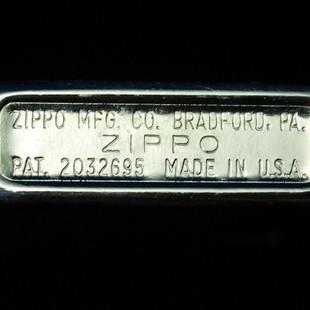 ZIPPO MFG. CO. BRADFORD. PA.
ZIPPO
PAT. 2032695 MADE IN U.S.A.